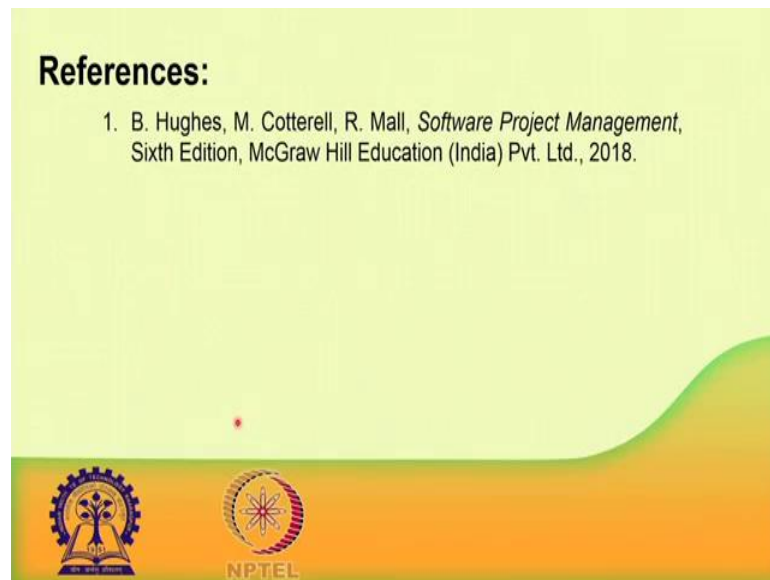 References:
1. B. Hughes, M. Cotterell, R. Mall, Software Project Management,
Sixth Edition, McGraw Hill Education (India) Pvt. Ltd., 2018.
NPTEL